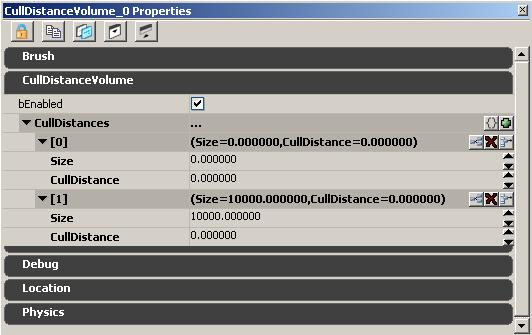 CullDistanceVolume_0 Properties
Brush
CullDistanceVolume
bEnabled
CullDistances ...
[0] (Size=0.000000,CullDistance=0.000000)
Size 0.000000
CullDistance 0.000000
[1] (Size=10000.000000,CullDistance=0.000000)
Size 10000.000000
CullDistance 0.000000
Debug
Location
Physics